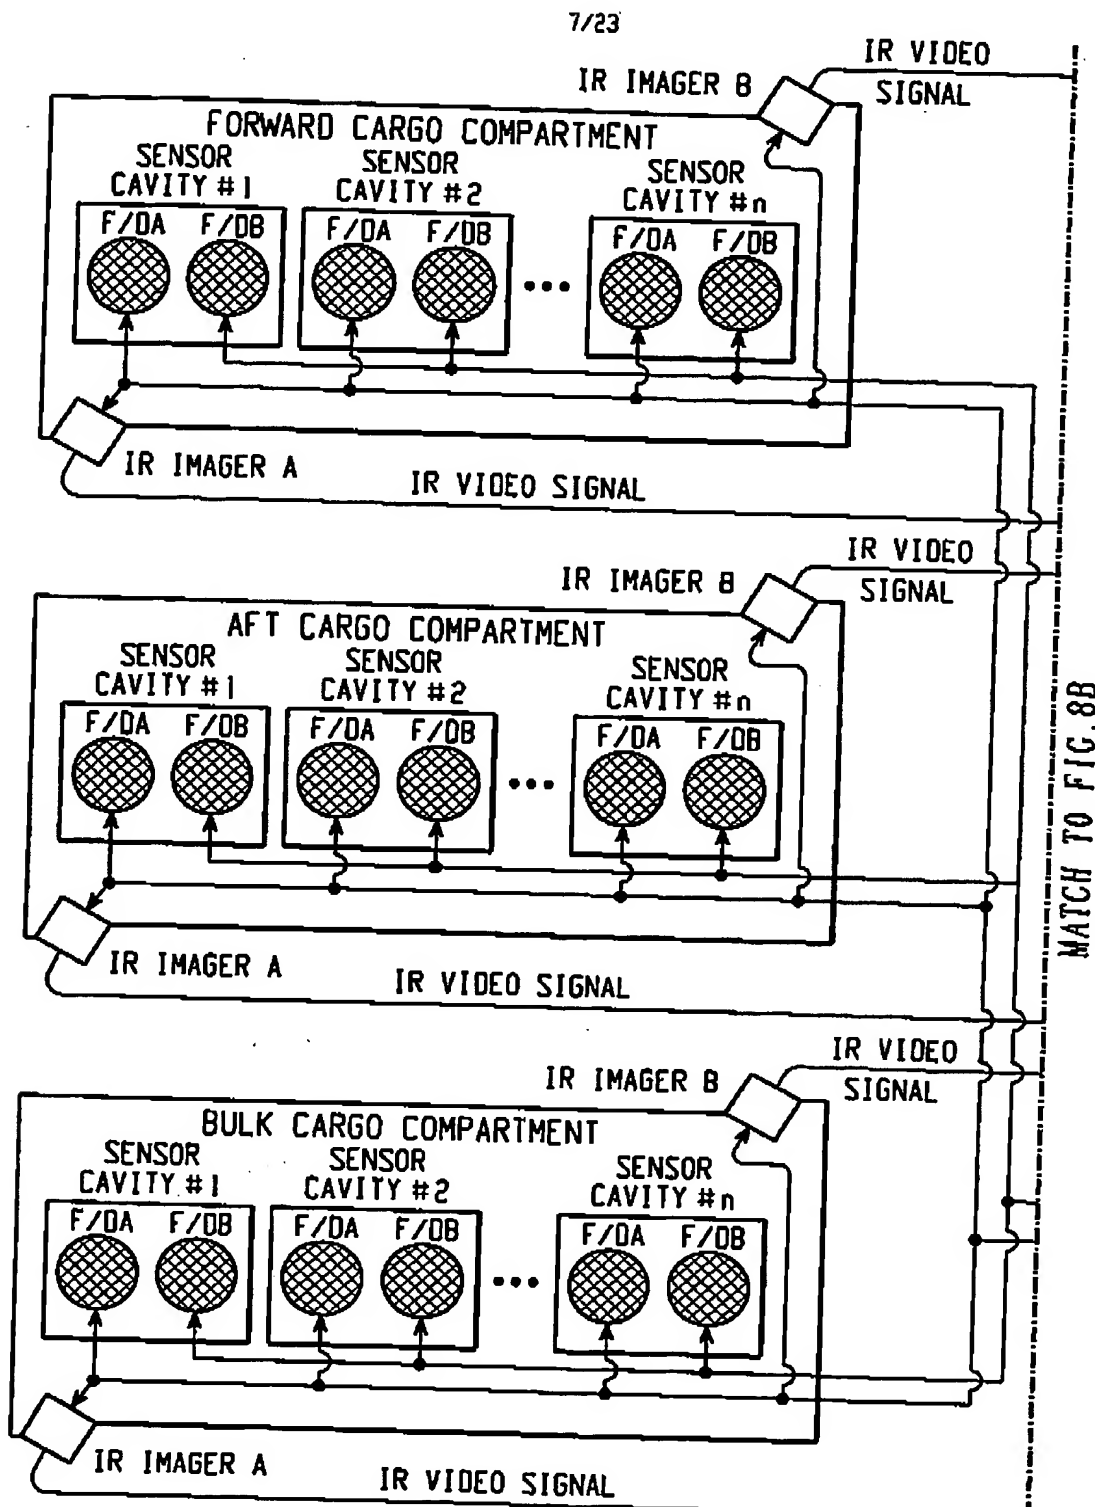 7/23
IR VIDEO
SIGNAL
IR IMAGER B
FORWARD CARGO COMPARTMENT
SENSOR
CAVITY #1
SENSOR
CAVITY #2
SENSOR
CAVITY #n
F/DA F/DB
F/DA F/DB
F/DA F/DB
IR IMAGER A
IR VIDEO SIGNAL
IR VIDEO
SIGNAL
IR IMAGER B
AFT CARGO COMPARTMENT
SENSOR
CAVITY #1
SENSOR
CAVITY #2
SENSOR
CAVITY #n
F/DA F/DB
F/DA F/DB
F/DA F/DB
IR IMAGER A
IR VIDEO SIGNAL
MATCH TO FIG.8B
IR VIDEO
SIGNAL
IR IMAGER B
BULK CARGO COMPARTMENT
SENSOR
CAVITY #1
SENSOR
CAVITY #2
SENSOR
CAVITY #n
F/DA F/DB
F/DA F/DB
F/DA F/DB
IR IMAGER A
IR VIDEO SIGNAL